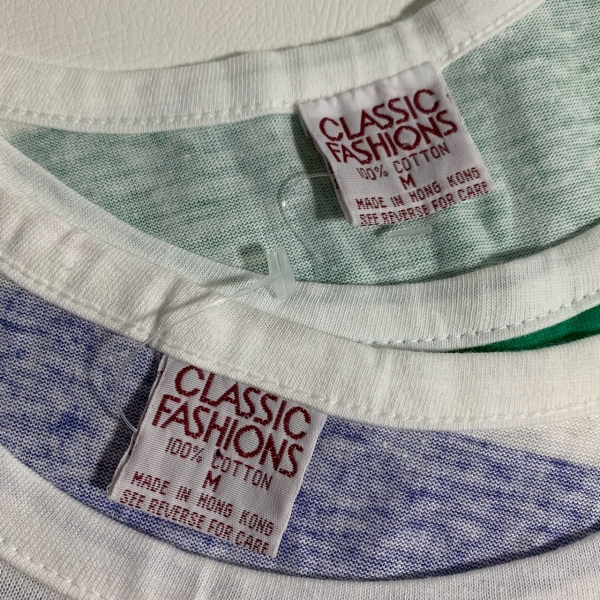 CLASSIC
FASHIONS
100% COTTON
M
MADE IN HONG KONG
SEE REVERSE FOR CARE
CLASSIC
FASHIONS
100% COTTON
M
MADE IN HONG KONG
SEE REVERSE FOR CARE